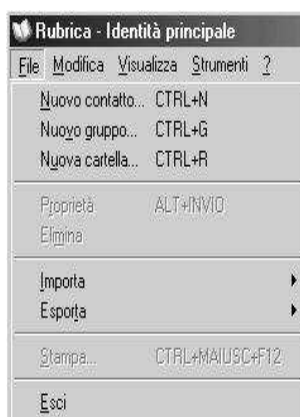 Rubrica - Identità principale
File Modifica Visualizza Strumenti ?
Nuovo contatto... CTRL+N
Nuovo gruppo... CTRL+G
Nuova cartella... CTRL+R
Proprietà ALT+INVIO
Elimina
Importa
Esporta
Stampa... CTRL+MAIUSC+F12
Esci